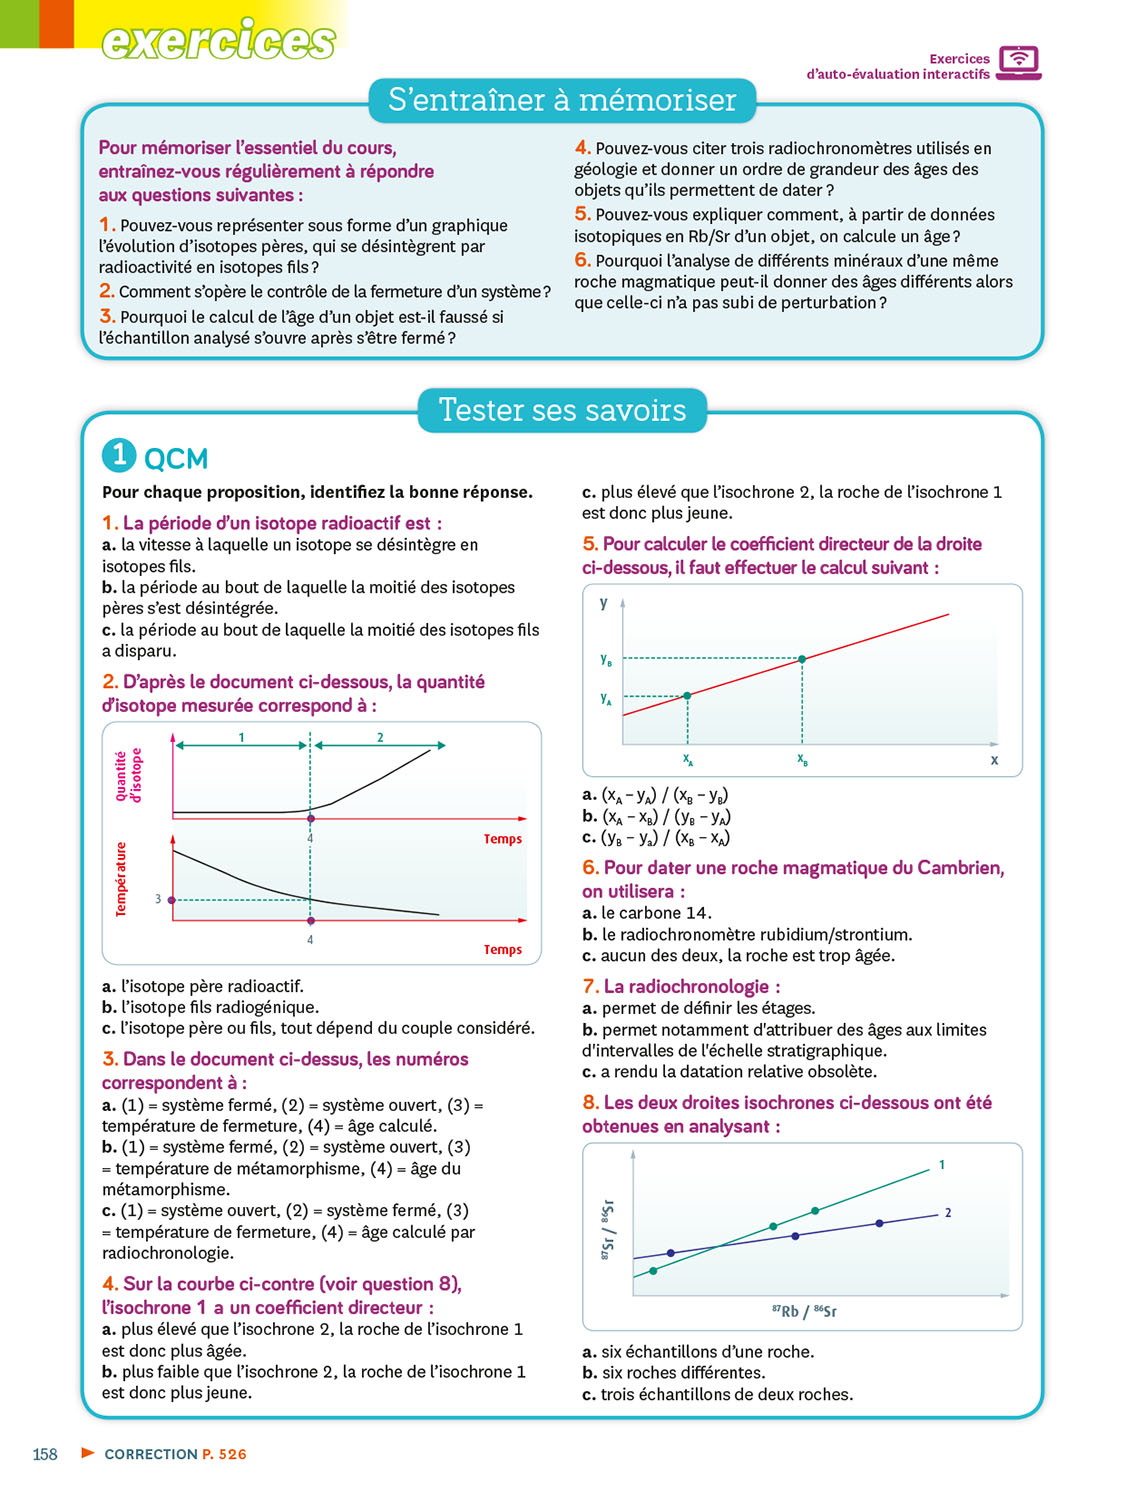 exercices
Exercices
d'auto-évaluation interactifs
S'entraîner à mémoriser
Pour mémoriser l'essentiel du cours,
entraînez-vous régulièrement à répondre
aux questions suivantes :
1. Pouvez-vous représenter sous forme d'un graphique
l'évolution d'isotopes pères, qui se désintègrent par
radioactivité en isotopes fils ?
2. Comment s'opère le contrôle de la fermeture d'un système ?
3. Pourquoi le calcul de l'âge d'un objet est-il faussé si
l'échantillon analysé s'ouvre après s'être fermé ?
4. Pouvez-vous citer trois radiochronomètres utilisés en
géologie et donner un ordre de grandeur des âges des
objets qu'ils permettent de dater ?
5. Pouvez-vous expliquer comment, à partir de données
isotopiques en Rb/Sr d'un objet, on calcule un âge ?
6. Pourquoi l'analyse de différents minéraux d'une même
roche magmatique peut-il donner des âges différents alors
que celle-ci n'a pas subi de perturbation ?
Tester ses savoirs
1 QCM
Pour chaque proposition, identifiez la bonne réponse.
1. La période d'un isotope radioactif est :
a. la vitesse à laquelle un isotope se désintègre en
isotopes fils.
b. la période au bout de laquelle la moitié des isotopes
pères s'est désintégrée.
c. la période au bout de laquelle la moitié des isotopes fils
a disparu.
2. D'après le document ci-dessous, la quantité
d'isotope mesurée correspond à :
Quantité
d'isotope
1
2
4
Temps
Température
3
4
Temps
a. l'isotope père radioactif.
b. l'isotope fils radiogénique.
c. l'isotope père ou fils, tout dépend du couple considéré.
3. Dans le document ci-dessus, les numéros
correspondent à :
a. (1) = système fermé, (2) = système ouvert, (3) =
température de fermeture, (4) = âge calculé.
b. (1) = système fermé, (2) = système ouvert, (3)
= température de métamorphisme, (4) = âge du
métamorphisme.
c. (1) = système ouvert, (2) = système fermé, (3)
= température de fermeture, (4) = âge calculé par
radiochronologie.
4. Sur la courbe ci-contre (voir question 8),
l'isochrone 1 a un coefficient directeur :
a. plus élevé que l'isochrone 2, la roche de l'isochrone 1
est donc plus âgée.
b. plus faible que l'isochrone 2, la roche de l'isochrone 1
est donc plus jeune.
c. plus élevé que l'isochrone 2, la roche de l'isochrone 1
est donc plus jeune.
5. Pour calculer le coefficient directeur de la droite
ci-dessous, il faut effectuer le calcul suivant :
y
y_B
y_A
x_A
x_B
x
a. (x_A – y_A) / (x_B – y_B)
b. (x_A – x_B) / (y_B – y_A)
c. (y_B – y_a) / (x_B – x_A)
6. Pour dater une roche magmatique du Cambrien,
on utilisera :
a. le carbone 14.
b. le radiochronomètre rubidium/strontium.
c. aucun des deux, la roche est trop âgée.
7. La radiochronologie :
a. permet de définir les étages.
b. permet notamment d'attribuer des âges aux limites
d'intervalles de l'échelle stratigraphique.
c. a rendu la datation relative obsolète.
8. Les deux droites isochrones ci-dessous ont été
obtenues en analysant :
⁸⁷Sr / ⁸⁶Sr
1
2
⁸⁷Rb / ⁸⁶Sr
a. six échantillons d'une roche.
b. six roches différentes.
c. trois échantillons de deux roches.
158
CORRECTION P. 526